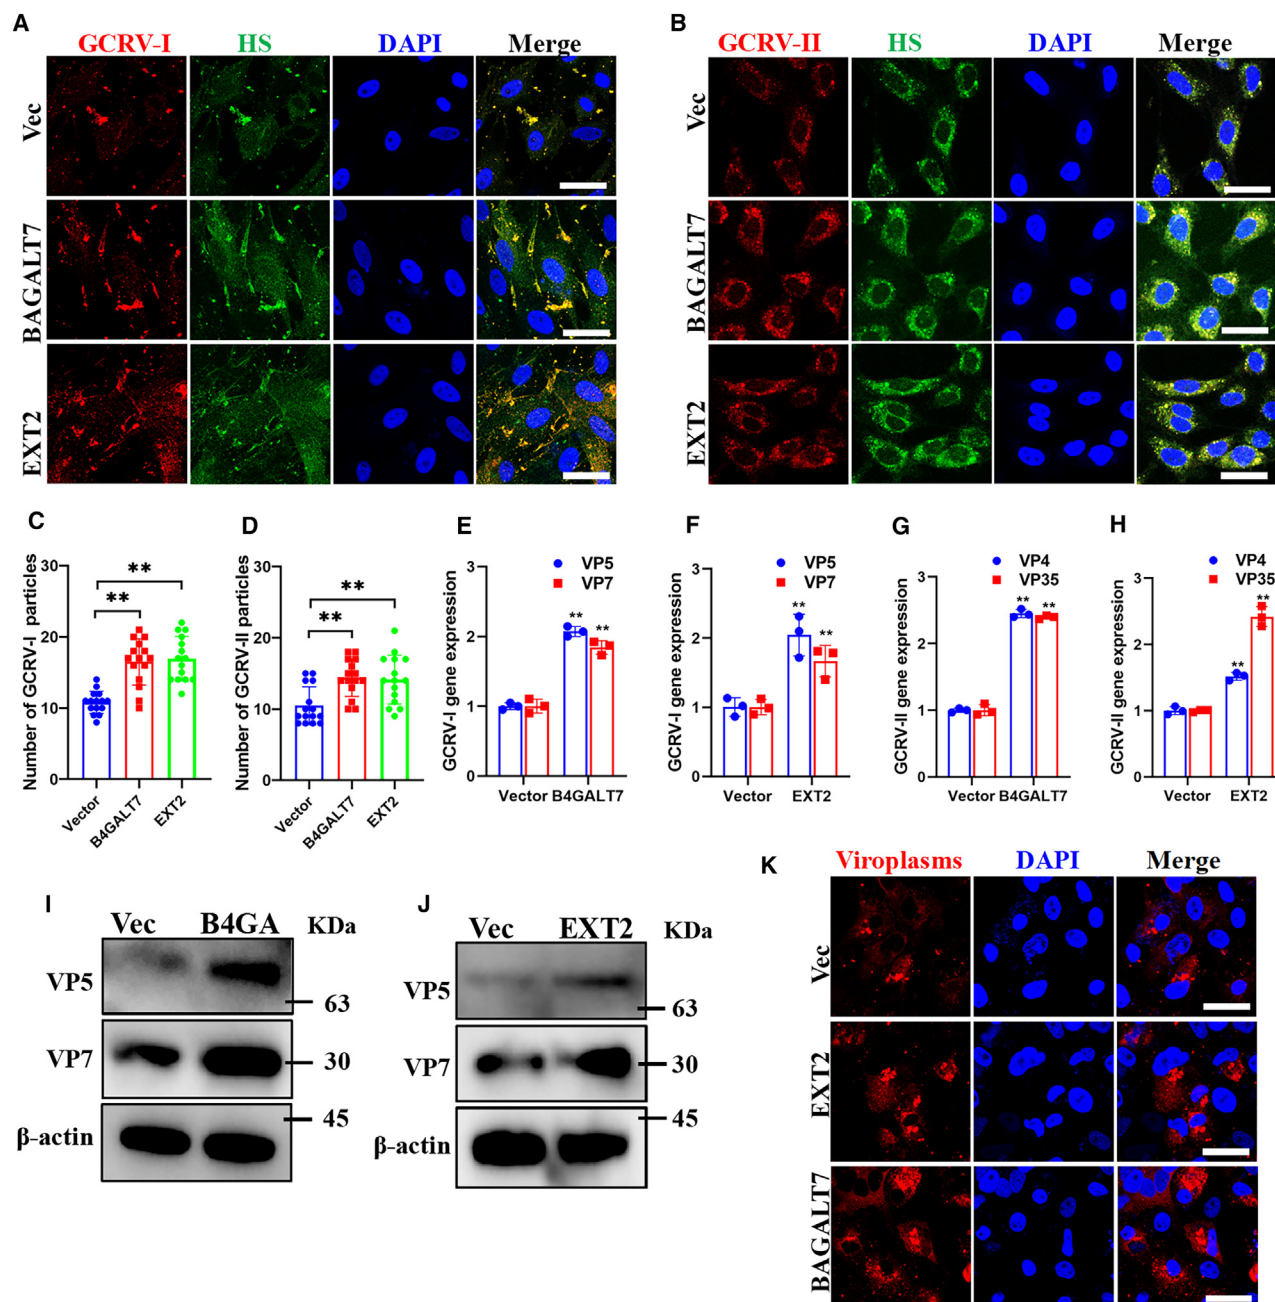 A
GCRV-I HS DAPI Merge
Vec
BAGALT7
EXT2
B
GCRV-II HS DAPI Merge
Vec
BAGALT7
EXT2
C
Number of GCRV-I particles
30
20
10
0
**
**
Vector
B4GALT7
EXT2
D
Number of GCRV-II particles
30
20
10
0
**
**
Vector
B4GALT7
EXT2
E
GCRV-I gene expression
VP5
VP7
3
2
1
0
**
**
Vector B4GALT7
F
GCRV-I gene expression
VP5
VP7
3
2
1
0
**
**
Vector EXT2
G
GCRV-II gene expression
VP4
VP35
3
2
1
0
**
**
Vector B4GALT7
H
GCRV-II gene expression
VP4
VP35
3
2
1
0
**
**
Vector EXT2
I
Vec B4GA KDa
VP5
63
VP7
30
45
β-actin
J
Vec EXT2 KDa
VP5
63
VP7
30
45
β-actin
K
Viroplasms DAPI Merge
Vec
EXT2
BAGALT7